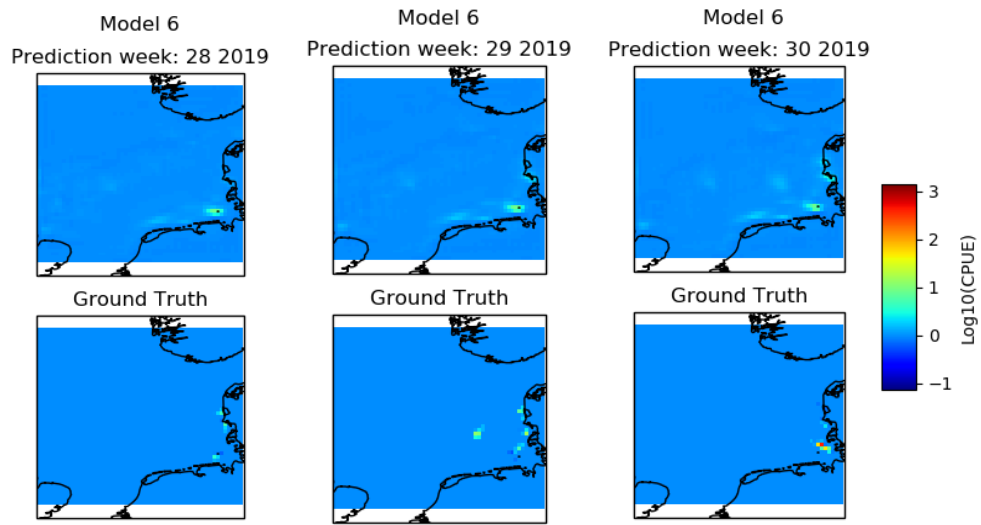 Model 6
Prediction week: 28 2019
Model 6
Prediction week: 29 2019
Model 6
Prediction week: 30 2019
Ground Truth
Ground Truth
Ground Truth
3
2
1
0
−1
Log10(CPUE)